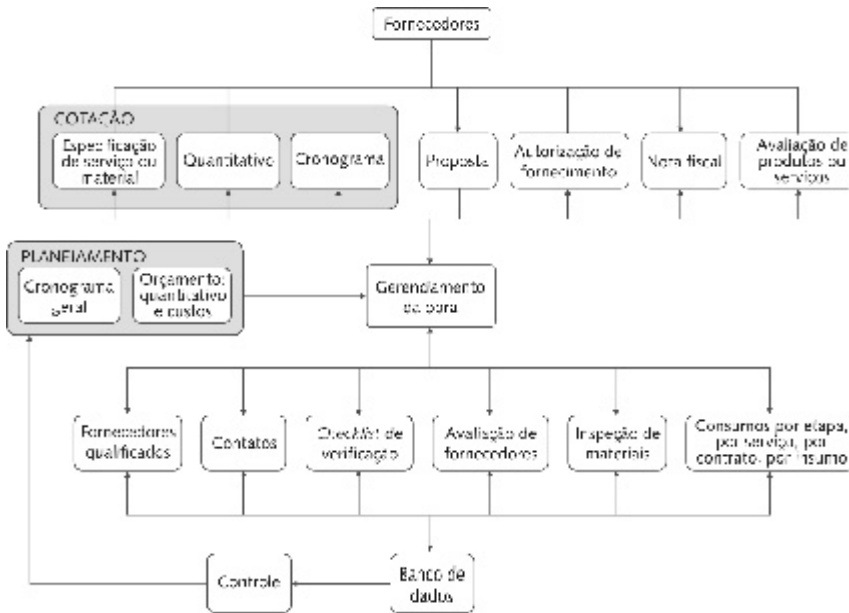 Fornecedores
COTAÇÃO
Especificação
de serviço ou
material
Quantitativo
Cronograma
Proposta
Autorização de
fornecimento
Nota fiscal
Avaliação de
produtos ou
serviços
PLANEJAMENTO
Cronograma
geral
Orçamento:
quantitativo
e custos
Gerenciamento
da obra
Fornecedores
qualificados
Contatos
Checklist de
verificação
Avaliação de
fornecedores
Inspeção de
materiais
Consumos por etapa,
por serviço, por
contrato, por insumo
Controle
Banco de
dados